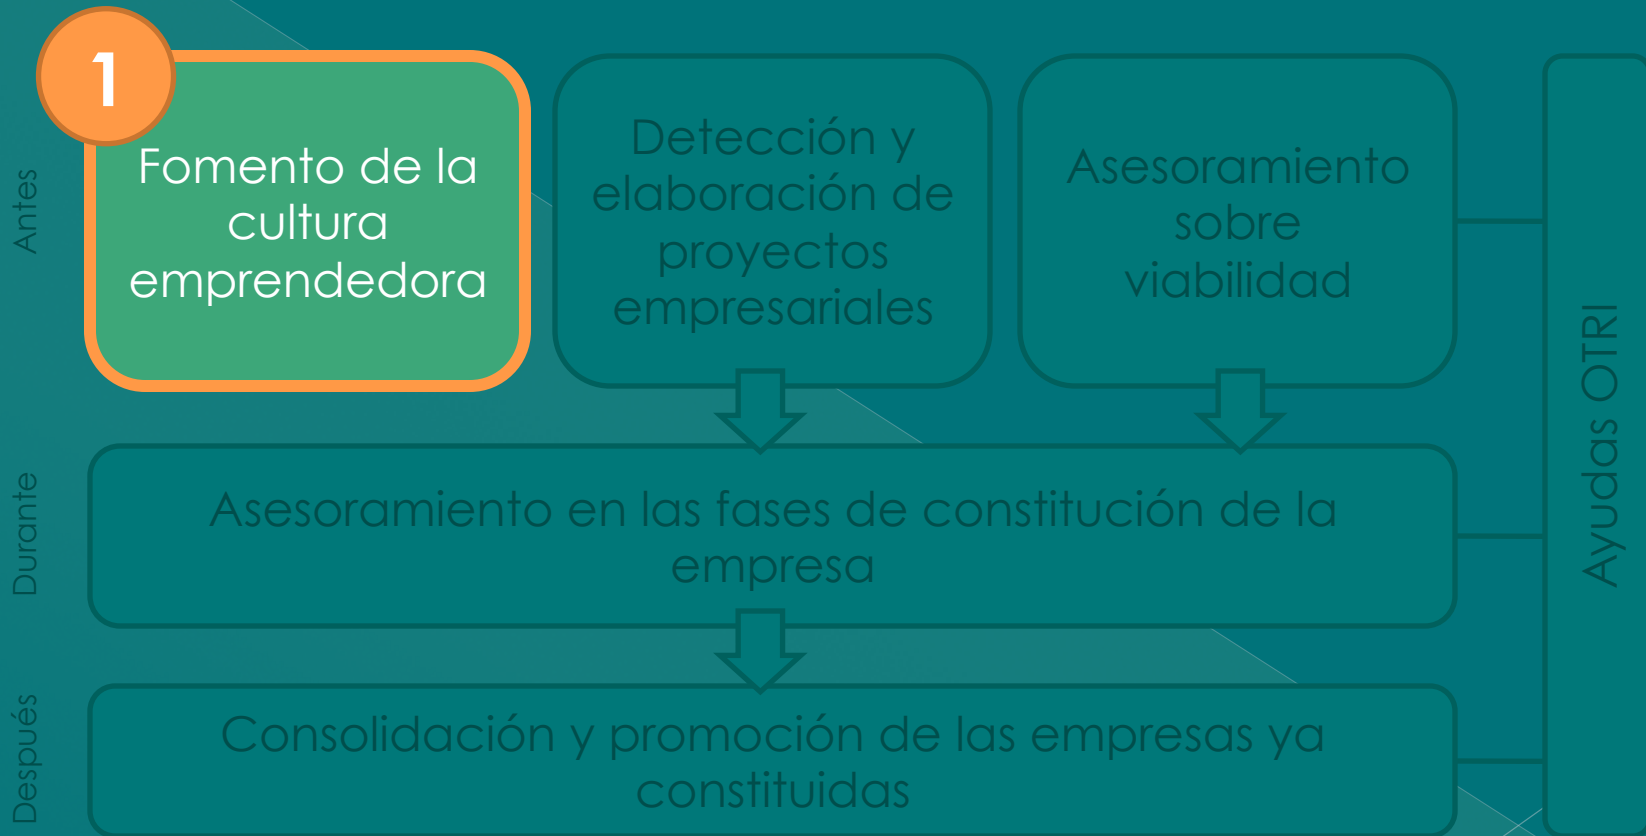 1
Antes
Fomento de la
cultura
emprendedora
Detección y
elaboración de
proyectos
empresariales
Asesoramiento
sobre
viabilidad
Durante
Asesoramiento en las fases de constitución de la
empresa
Después
Consolidación y promoción de las empresas ya
constituidas
Ayudas OTRI